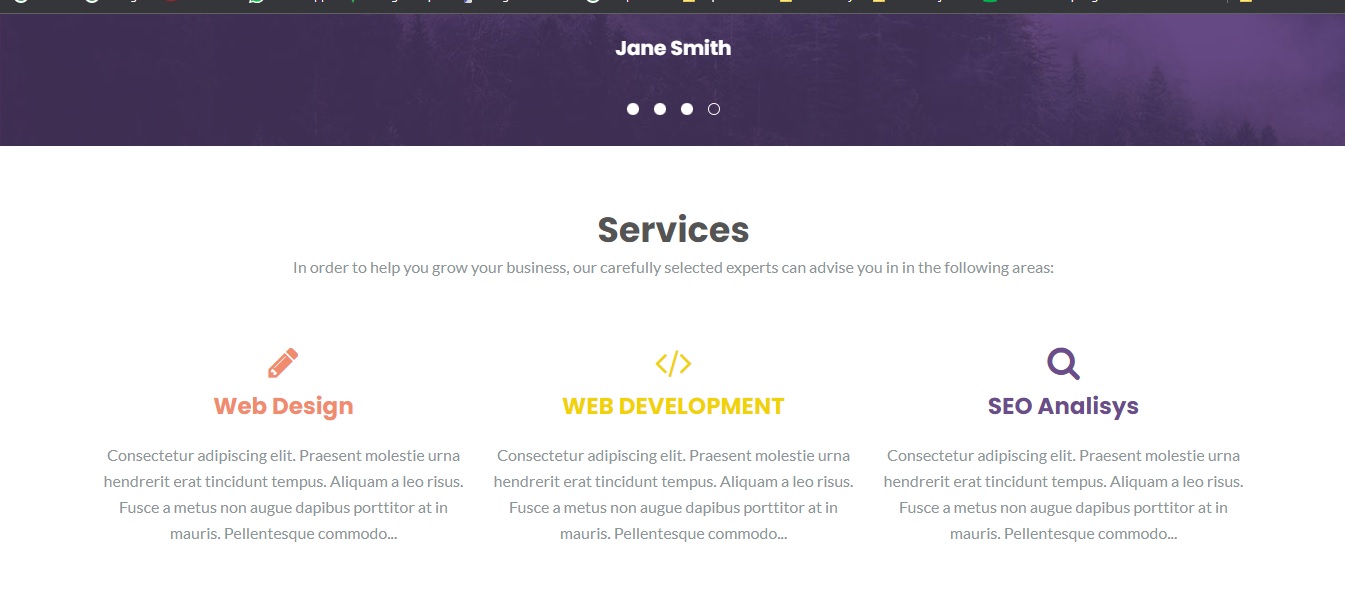 Jane Smith
Services
In order to help you grow your business, our carefully selected experts can advise you in in the following areas:
Web Design
Consectetur adipiscing elit. Praesent molestie urna
hendrerit erat tincidunt tempus. Aliquam a leo risus.
Fusce a metus non augue dapibus porttitor at in
mauris. Pellentesque commodo...
WEB DEVELOPMENT
Consectetur adipiscing elit. Praesent molestie urna
hendrerit erat tincidunt tempus. Aliquam a leo risus.
Fusce a metus non augue dapibus porttitor at in
mauris. Pellentesque commodo...
SEO Analisys
Consectetur adipiscing elit. Praesent molestie urna
hendrerit erat tincidunt tempus. Aliquam a leo risus.
Fusce a metus non augue dapibus porttitor at in
mauris. Pellentesque commodo...